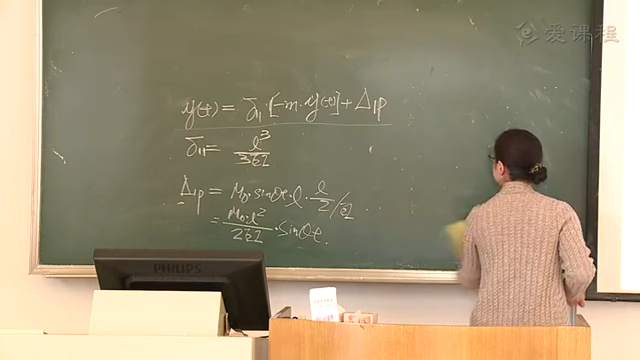 爱课程
y(t) = δ₁₁·[-m·ÿ(t)] + Δ₁p
δ₁₁ = l³/3EI
Δ₁p = M₀·sinθt·l·l/2/EI
= M₀·l²/2EI · sinθt.
PHILIPS